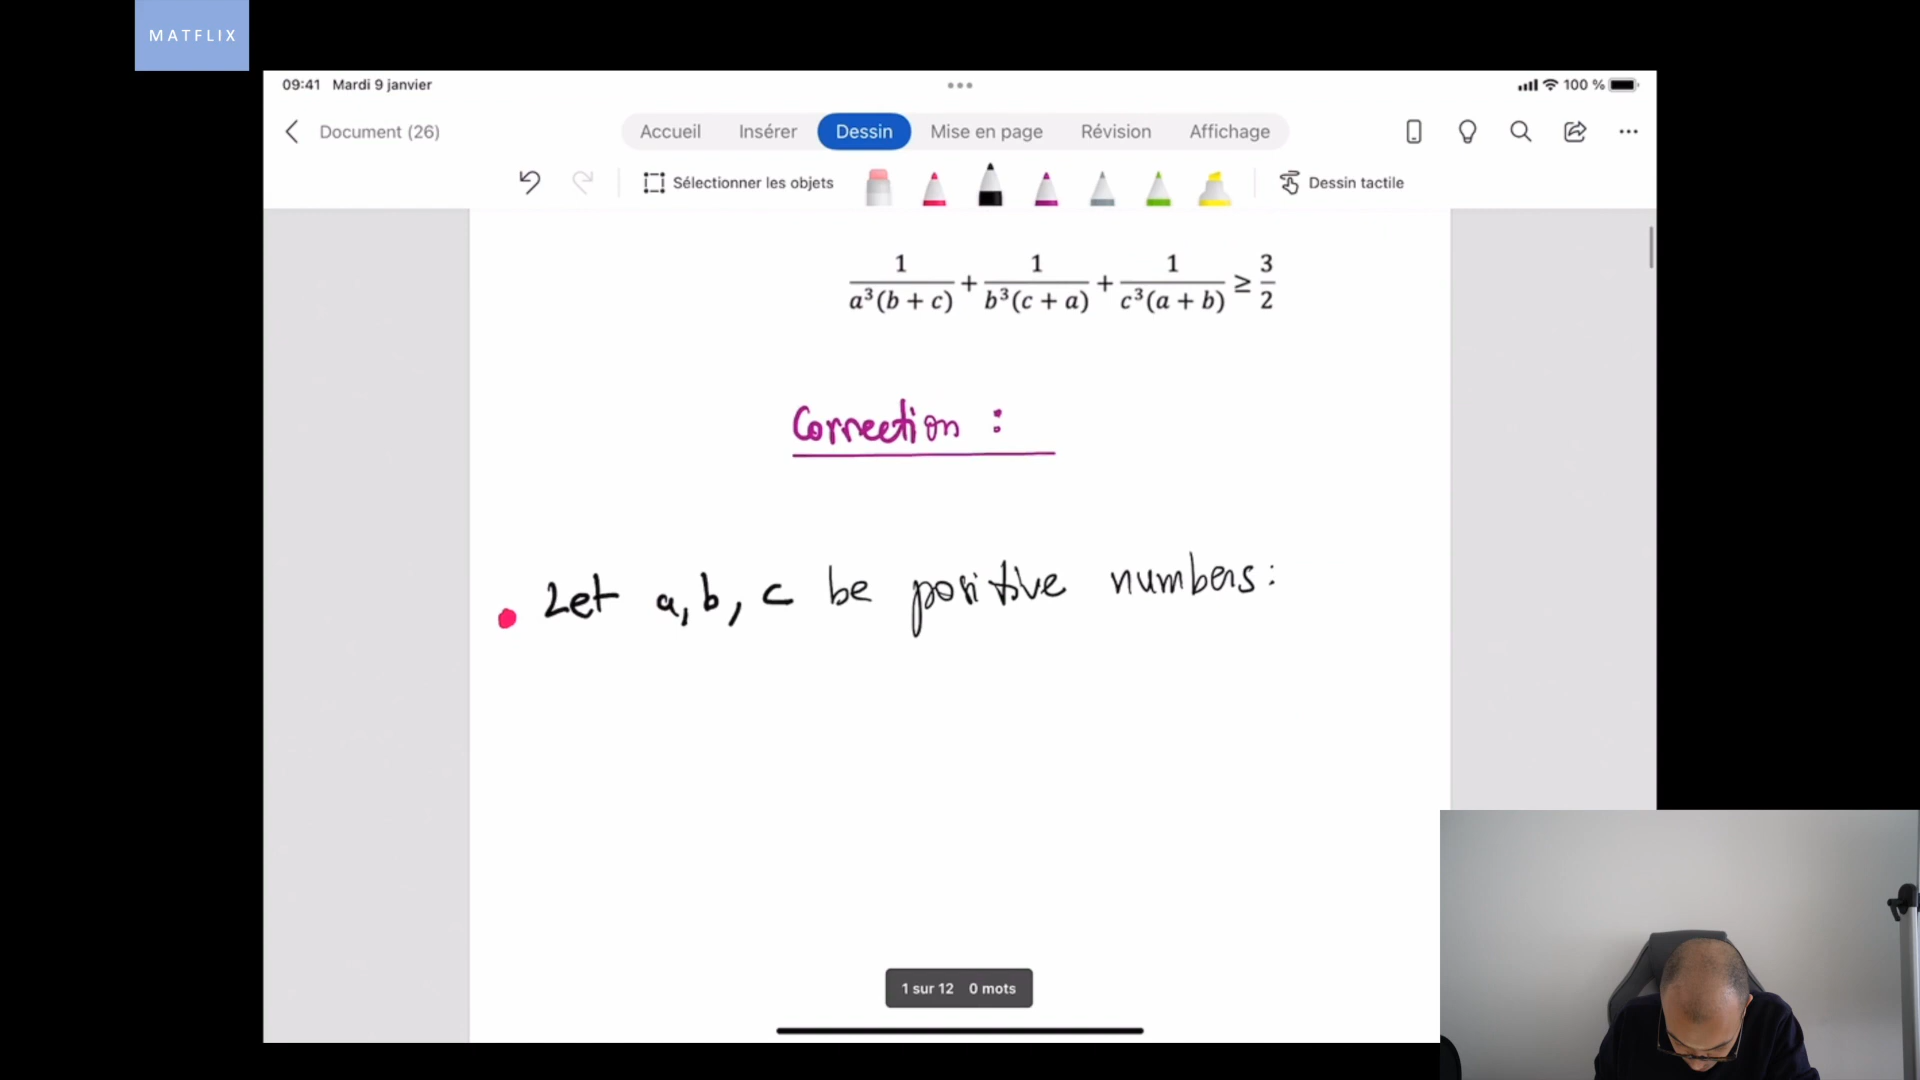 MATFLIX
09:41 Mardi 9 janvier
100 %
Document (26)
Accueil Insérer Dessin Mise en page Révision Affichage
Sélectionner les objets
Dessin tactile
1/(a³(b + c)) + 1/(b³(c + a)) + 1/(c³(a + b)) ≥ 3/2
Correction :
• Let a, b, c be positive numbers:
1 sur 12 0 mots